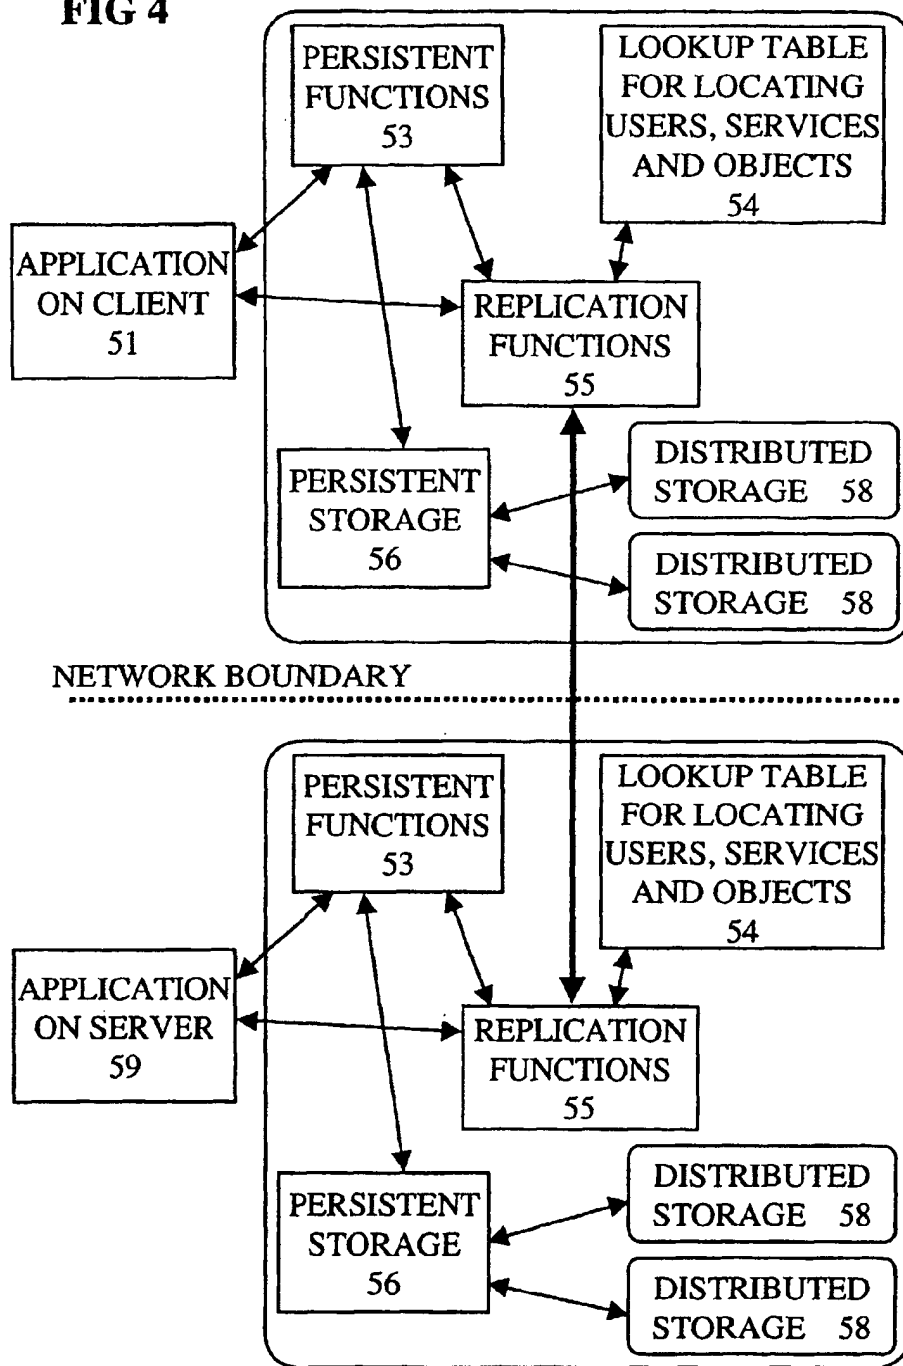 FIG 4
PERSISTENT
FUNCTIONS
53
LOOKUP TABLE
FOR LOCATING
USERS, SERVICES
AND OBJECTS
54
APPLICATION
ON CLIENT
51
REPLICATION
FUNCTIONS
55
PERSISTENT
STORAGE
56
DISTRIBUTED
STORAGE 58
DISTRIBUTED
STORAGE 58
NETWORK BOUNDARY
PERSISTENT
FUNCTIONS
53
LOOKUP TABLE
FOR LOCATING
USERS, SERVICES
AND OBJECTS
54
APPLICATION
ON SERVER
59
REPLICATION
FUNCTIONS
55
PERSISTENT
STORAGE
56
DISTRIBUTED
STORAGE 58
DISTRIBUTED
STORAGE 58